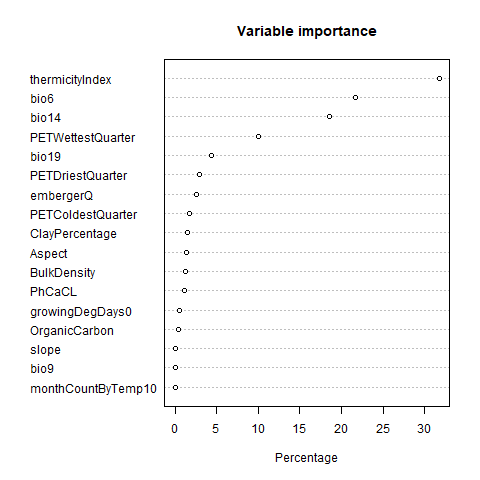 Variable importance
thermicityIndex
bio6
bio14
PETWettestQuarter
bio19
PETDriestQuarter
embergerQ
PETColdestQuarter
ClayPercentage
Aspect
BulkDensity
PhCaCL
growingDegDays0
OrganicCarbon
slope
bio9
monthCountByTemp10
0 5 10 15 20 25 30
Percentage